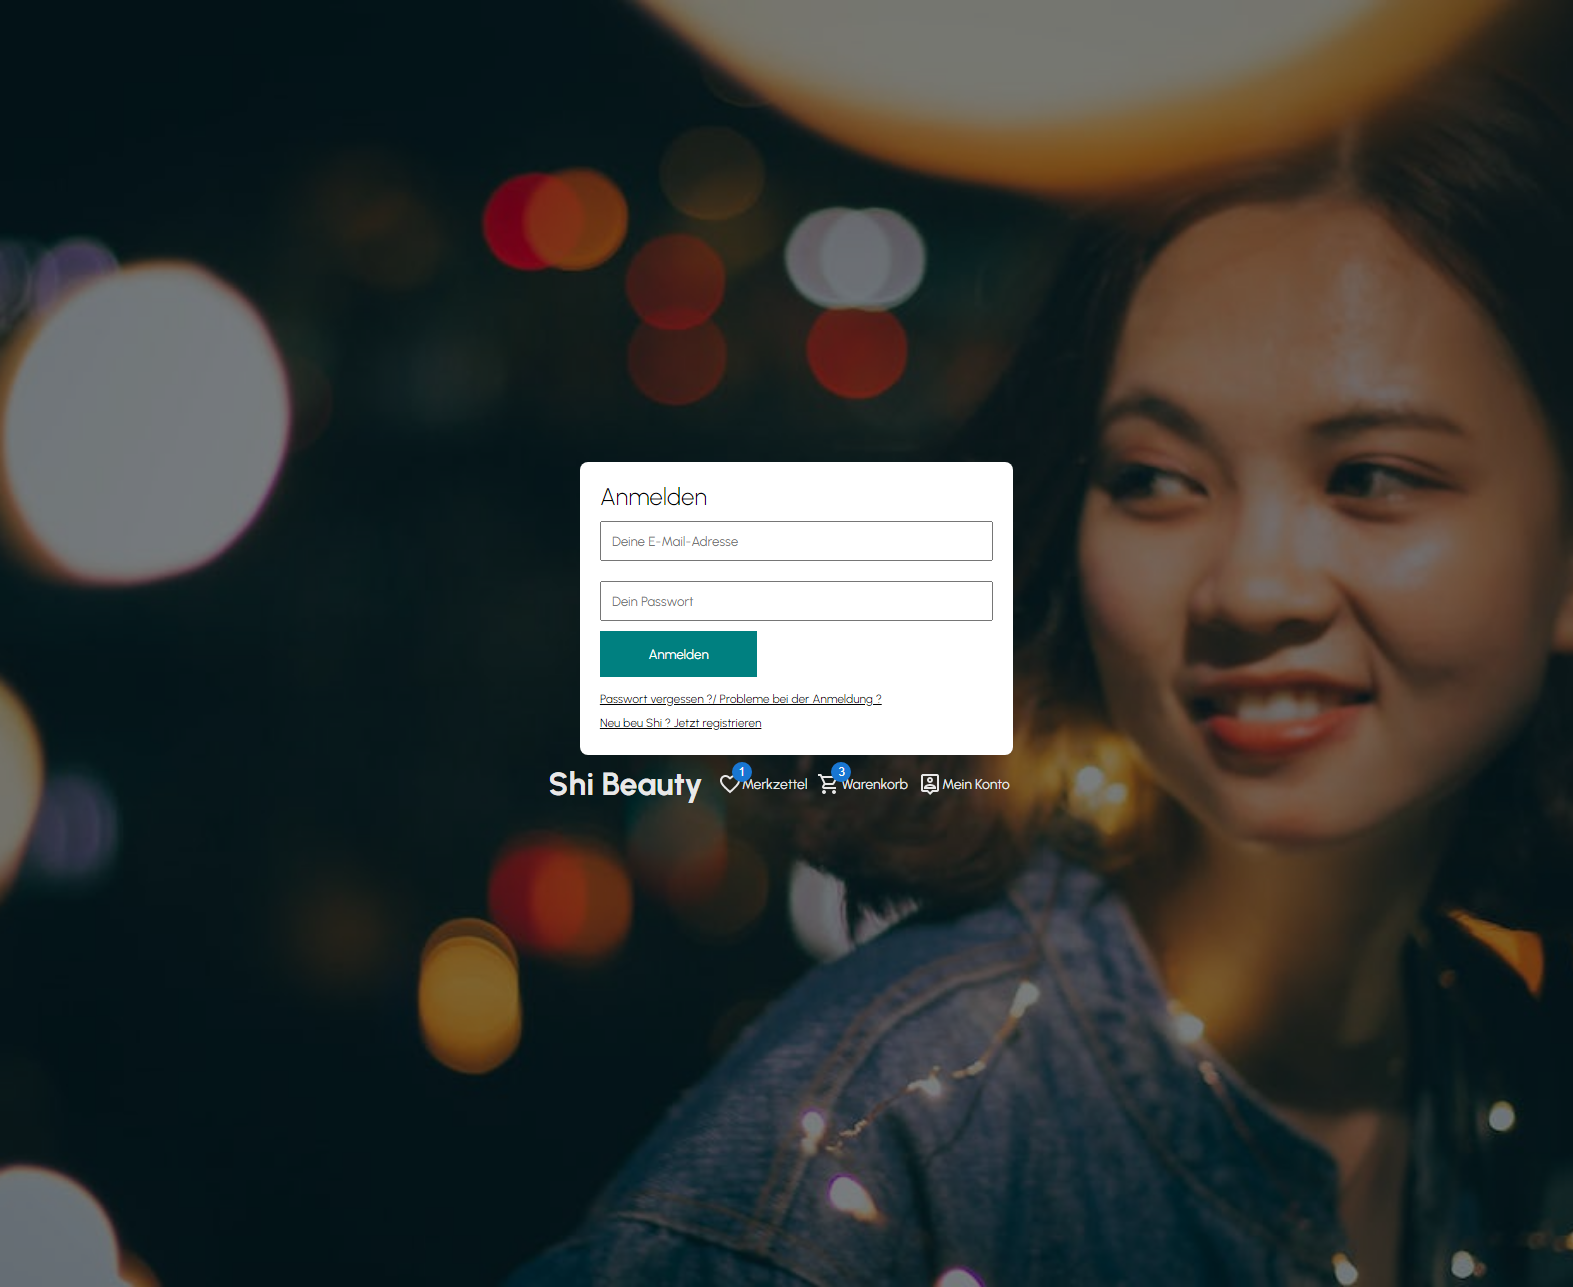 Anmelden
Deine E-Mail-Adresse
Dein Passwort
Anmelden
Passwort vergessen ?/ Probleme bei der Anmeldung ?
Neu beu Shi ? Jetzt registrieren
Shi Beauty 1 Merkzettel 3 Warenkorb Mein Konto